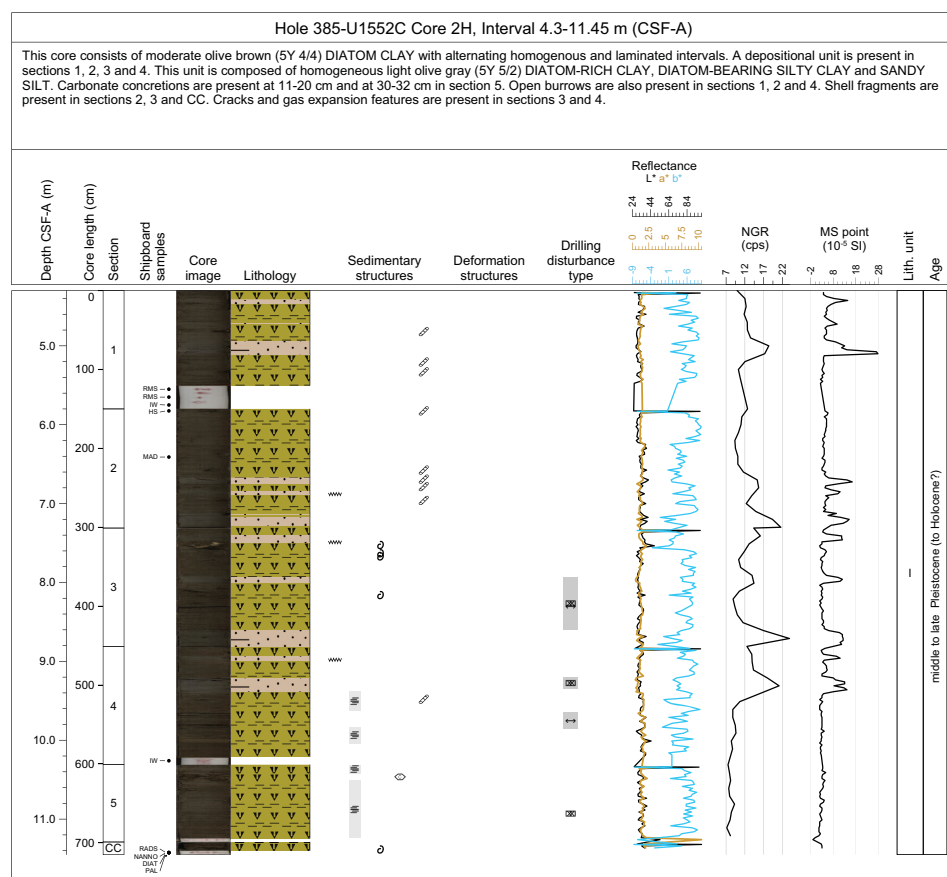 Hole 385-U1552C Core 2H, Interval 4.3-11.45 m (CSF-A)
This core consists of moderate olive brown (5Y 4/4) DIATOM CLAY with alternating homogenous and laminated intervals. A depositional unit is present in
sections 1, 2, 3 and 4. This unit is composed of homogeneous light olive gray (5Y 5/2) DIATOM-RICH CLAY, DIATOM-BEARING SILTY CLAY and SANDY
SILT. Carbonate concretions are present at 11-20 cm and at 30-32 cm in section 5. Open burrows are also present in sections 1, 2 and 4. Shell fragments are
present in sections 2, 3 and CC. Cracks and gas expansion features are present in sections 3 and 4.
Depth CSF-A (m)
Core length (cm)
Section
Shipboard
samples
Core
image
Lithology
Sedimentary
structures
Deformation
structures
Drilling
disturbance
type
Reflectance
L* a* b*
24 44 64 84
0 2.5 5 7.5 10
-9 -4 1 6
NGR
(cps)
7 12 17 22
MS point
(10⁻⁵ SI)
-2 8 18 28
Lith. unit
Age
5.0
6.0
7.0
8.0
9.0
10.0
11.0
0
100
200
300
400
500
600
700
1
2
3
4
5
CC
RMS
RMS
IW
HS
MAD
IW
RADS
NANNO
DIAT
PAL
I
middle to late Pleistocene (to Holocene?)